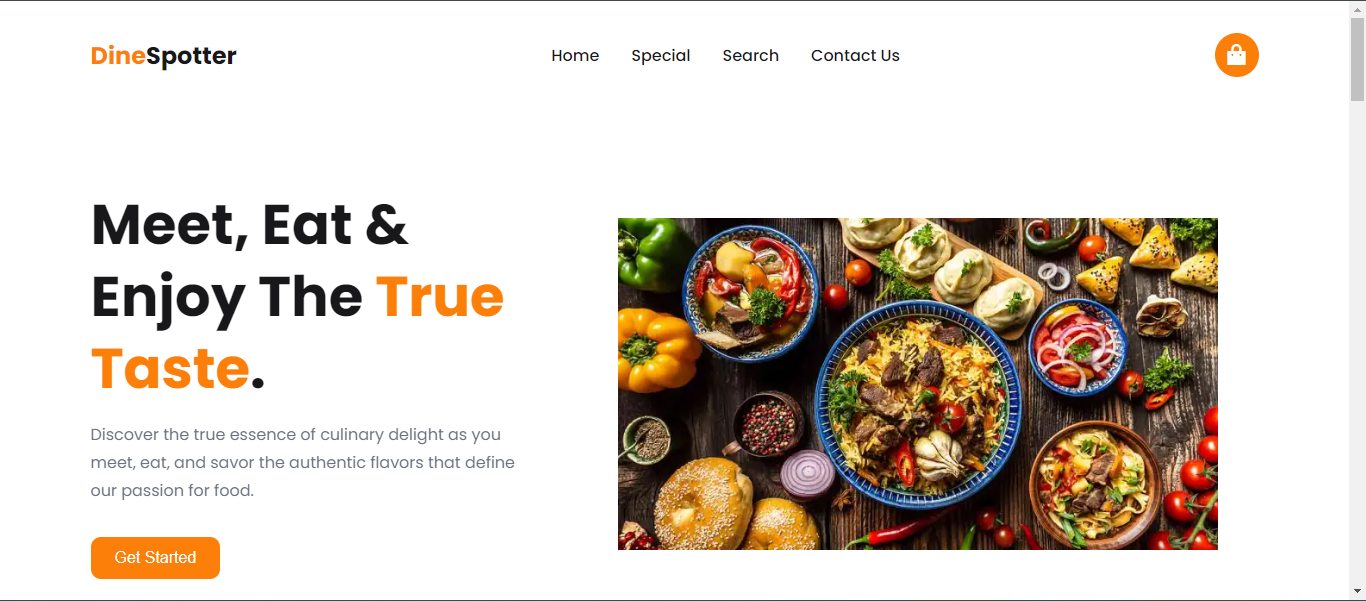 DineSpotter
Home
Special
Search
Contact Us
Meet, Eat &
Enjoy The True
Taste.
Discover the true essence of culinary delight as you
meet, eat, and savor the authentic flavors that define
our passion for food.
Get Started